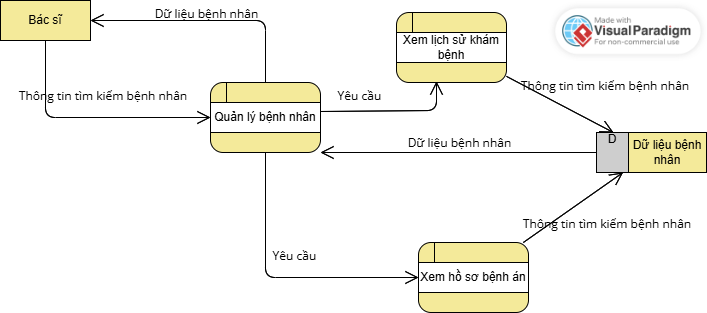 Bác sĩ
Dữ liệu bệnh nhân
Xem lịch sử khám
bệnh
Made with
Visual Paradigm
For non-commercial use
Thông tin tìm kiếm bệnh nhân
Quản lý bệnh nhân
Yêu cầu
Thông tin tìm kiếm bệnh nhân
D
Dữ liệu bệnh
nhân
Dữ liệu bệnh nhân
Thông tin tìm kiếm bệnh nhân
Yêu cầu
Xem hồ sơ bệnh án